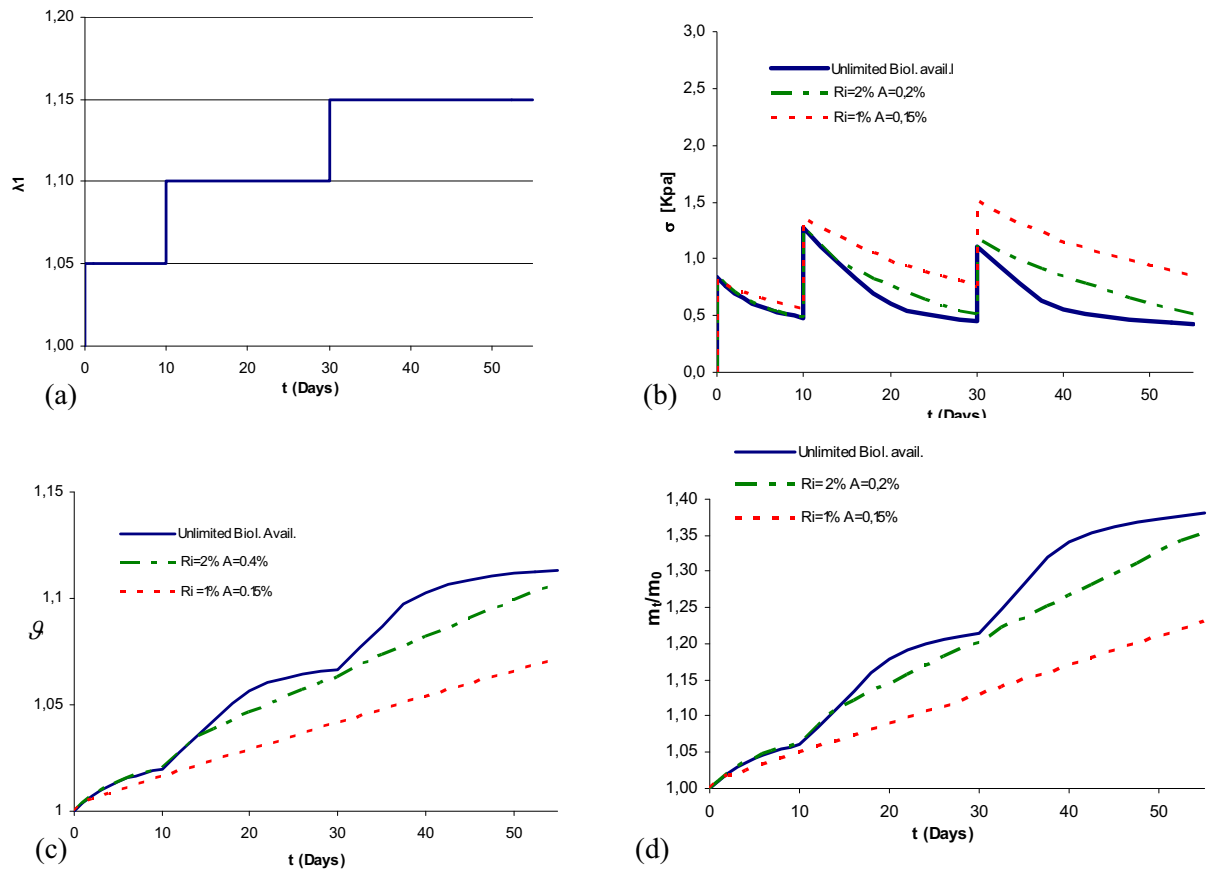 1,20
1,15
1,10
1,05
1,00
λ1
0
10
20
30
40
50
t (Days)
(a)
3,0
2,5
2,0
1,5
1,0
0,5
0,0
σ [Kpa]
Unlimited Biol. avail.l
Ri=2% A=0,2%
Ri=1% A=0,15%
0
10
20
30
40
50
t (Days)
(b)
1,15
1,1
1,05
1
ϑ
Unlimited Biol. Avail.
Ri=2% A=0.4%
Ri =1% A=0.15%
0
10
20
30
40
50
t (Days)
(c)
Unlimited Biol. avail.
Ri= 2% A=0,2%
Ri=1% A=0,15%
1,40
1,35
1,30
1,25
1,20
1,15
1,10
1,05
1,00
mt/m0
0
10
20
30
40
50
t (Days)
(d)